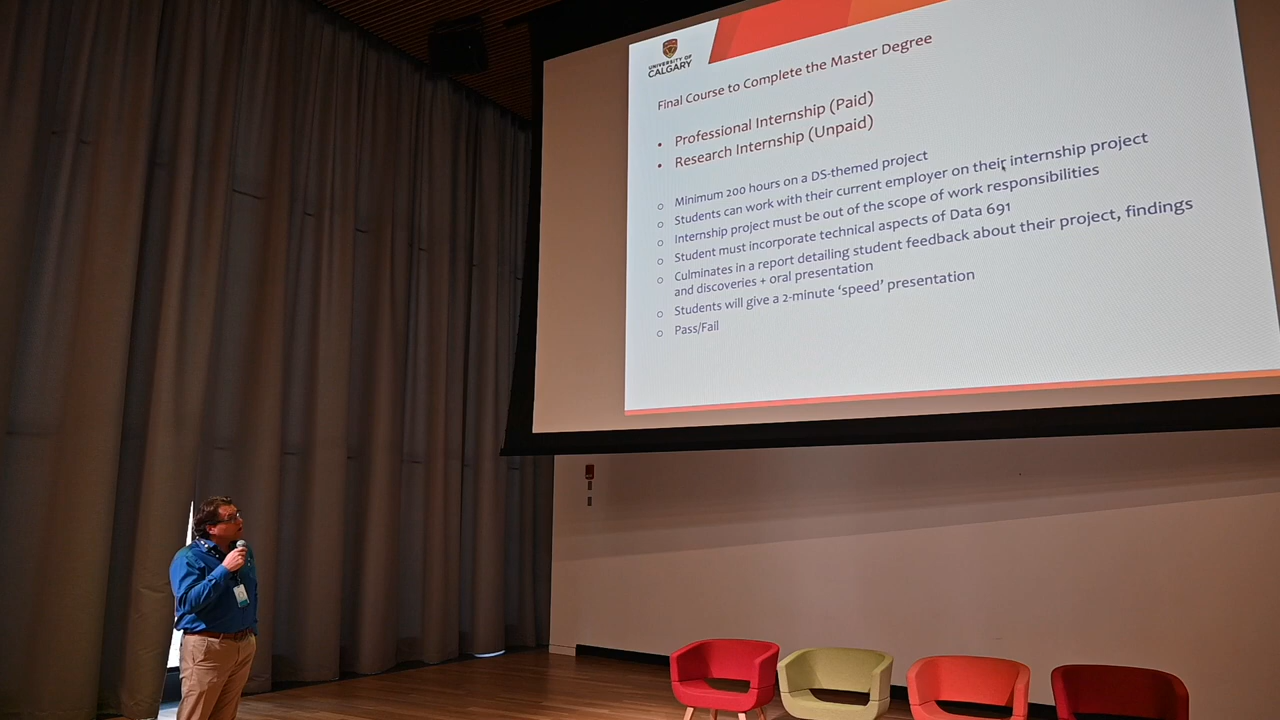 UNIVERSITY OF
CALGARY
Final Course to Complete the Master Degree
• Professional Internship (Paid)
• Research Internship (Unpaid)
o Minimum 200 hours on a DS-themed project
o Students can work with their current employer on their internship project
o Internship project must be out of the scope of work responsibilities
o Student must incorporate technical aspects of Data 691
o Culminates in a report detailing student feedback about their project, findings
and discoveries + oral presentation
o Students will give a 2-minute ‘speed’ presentation
o Pass/Fail